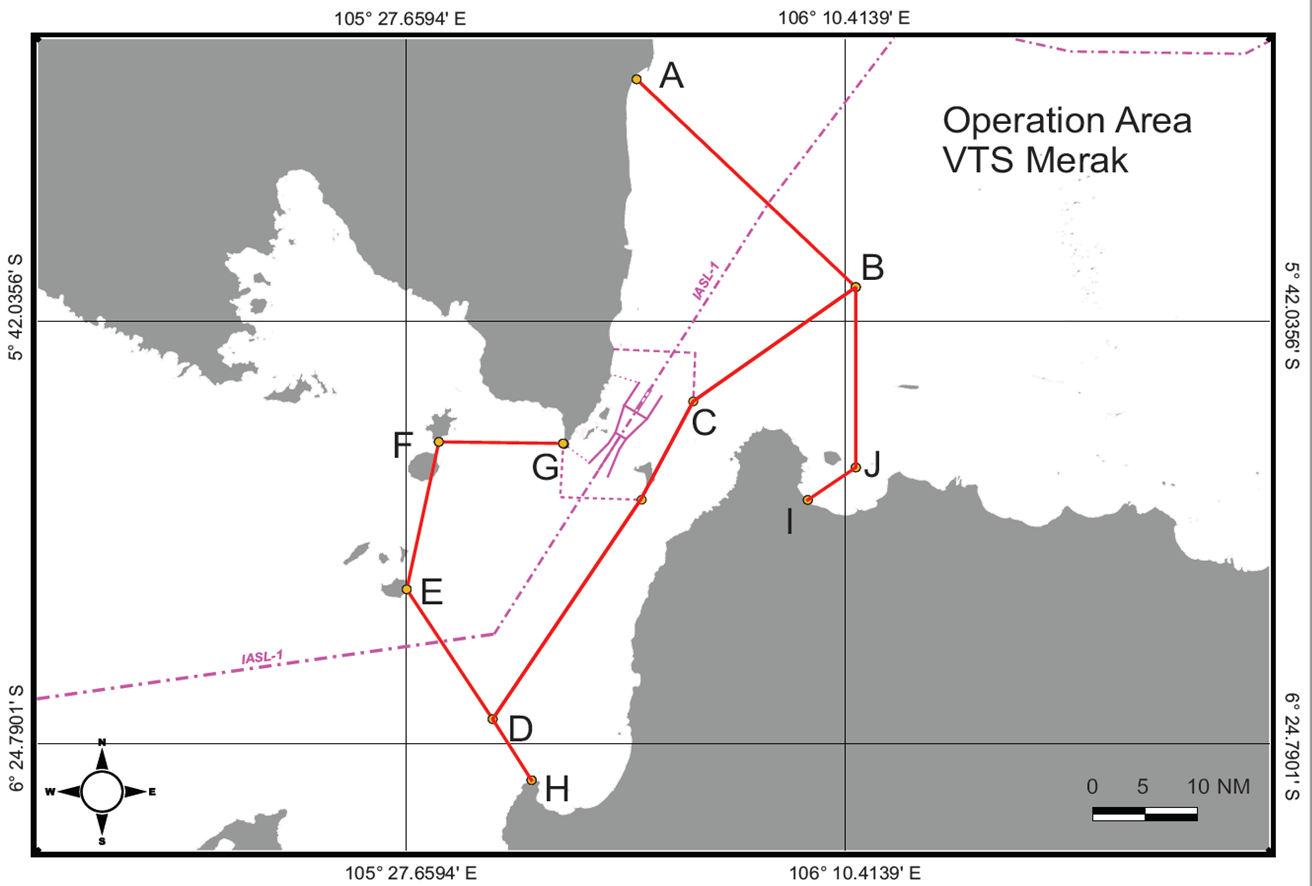 105° 27.6594' E
106° 10.4139' E
A
Operation Area
VTS Merak
B
5° 42.0356' S
5° 42.0356' S
IASL-1
C
F
G
J
I
E
IASL-1
6° 24.7901' S
6° 24.7901' S
D
N
W
E
S
H
0 5 10 NM
105° 27.6594' E
106° 10.4139' E